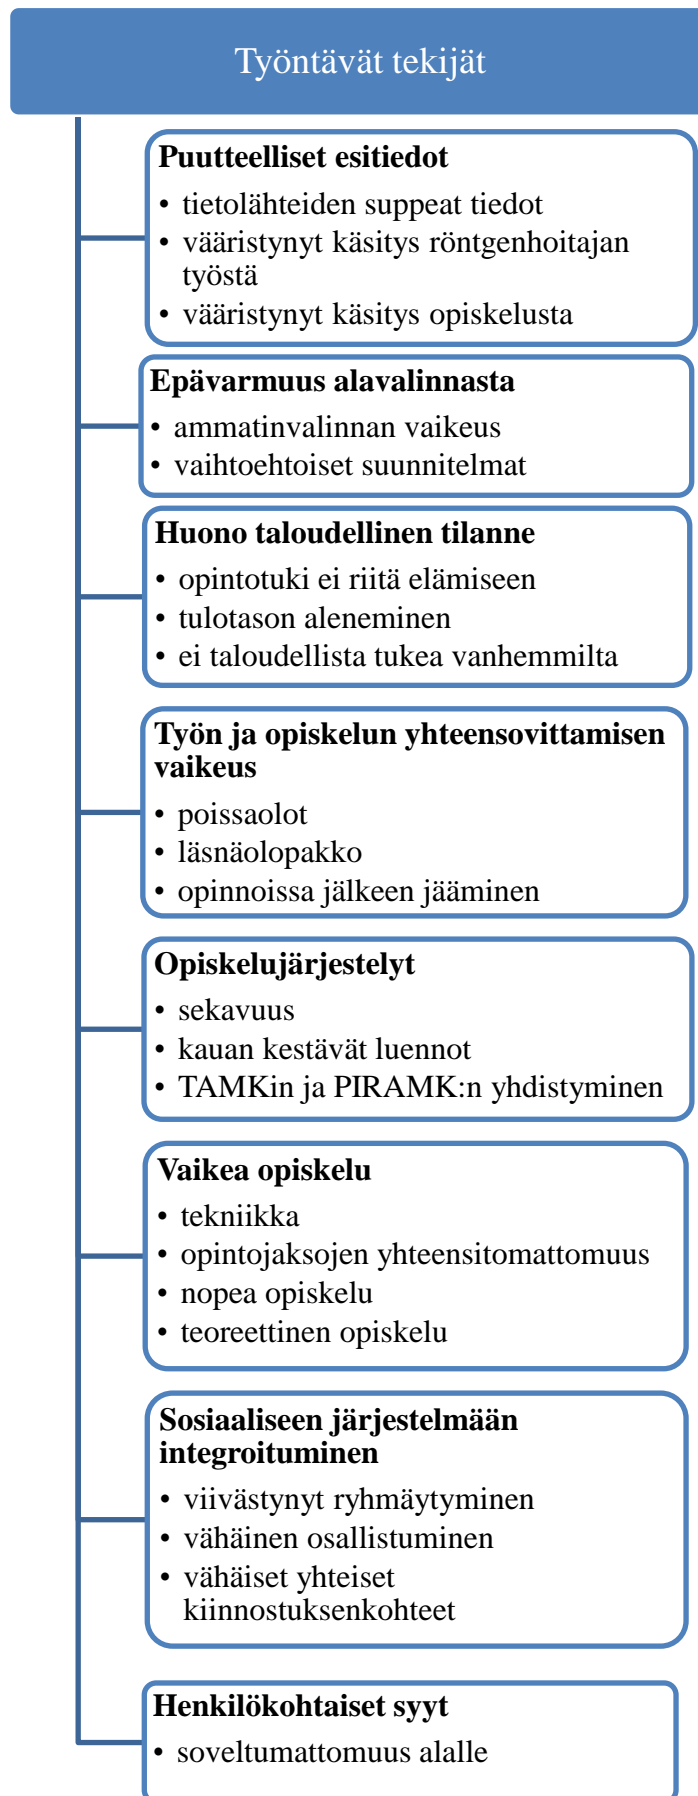 Työntävät tekijät
Puutteelliset esitiedot
• tietolähteiden suppeat tiedot
• vääristynyt käsitys röntgenhoitajan
työstä
• vääristynyt käsitys opiskelusta
Epävarmuus alavalinnasta
• ammatinvalinnan vaikeus
• vaihtoehtoiset suunnitelmat
Huono taloudellinen tilanne
• opintotuki ei riitä elämiseen
• tulotason aleneminen
• ei taloudellista tukea vanhemmilta
Työn ja opiskelun yhteensovittamisen
vaikeus
• poissaolot
• läsnäolopakko
• opinnoissa jälkeen jääminen
Opiskelujärjestelyt
• sekavuus
• kauan kestävät luennot
• TAMKin ja PIRAMK:n yhdistyminen
Vaikea opiskelu
• tekniikka
• opintojaksojen yhteensitomattomuus
• nopea opiskelu
• teoreettinen opiskelu
Sosiaaliseen järjestelmään
integroituminen
• viivästynyt ryhmäytyminen
• vähäinen osallistuminen
• vähäiset yhteiset
kiinnostuksenkohteet
Henkilökohtaiset syyt
• soveltumattomuus alalle